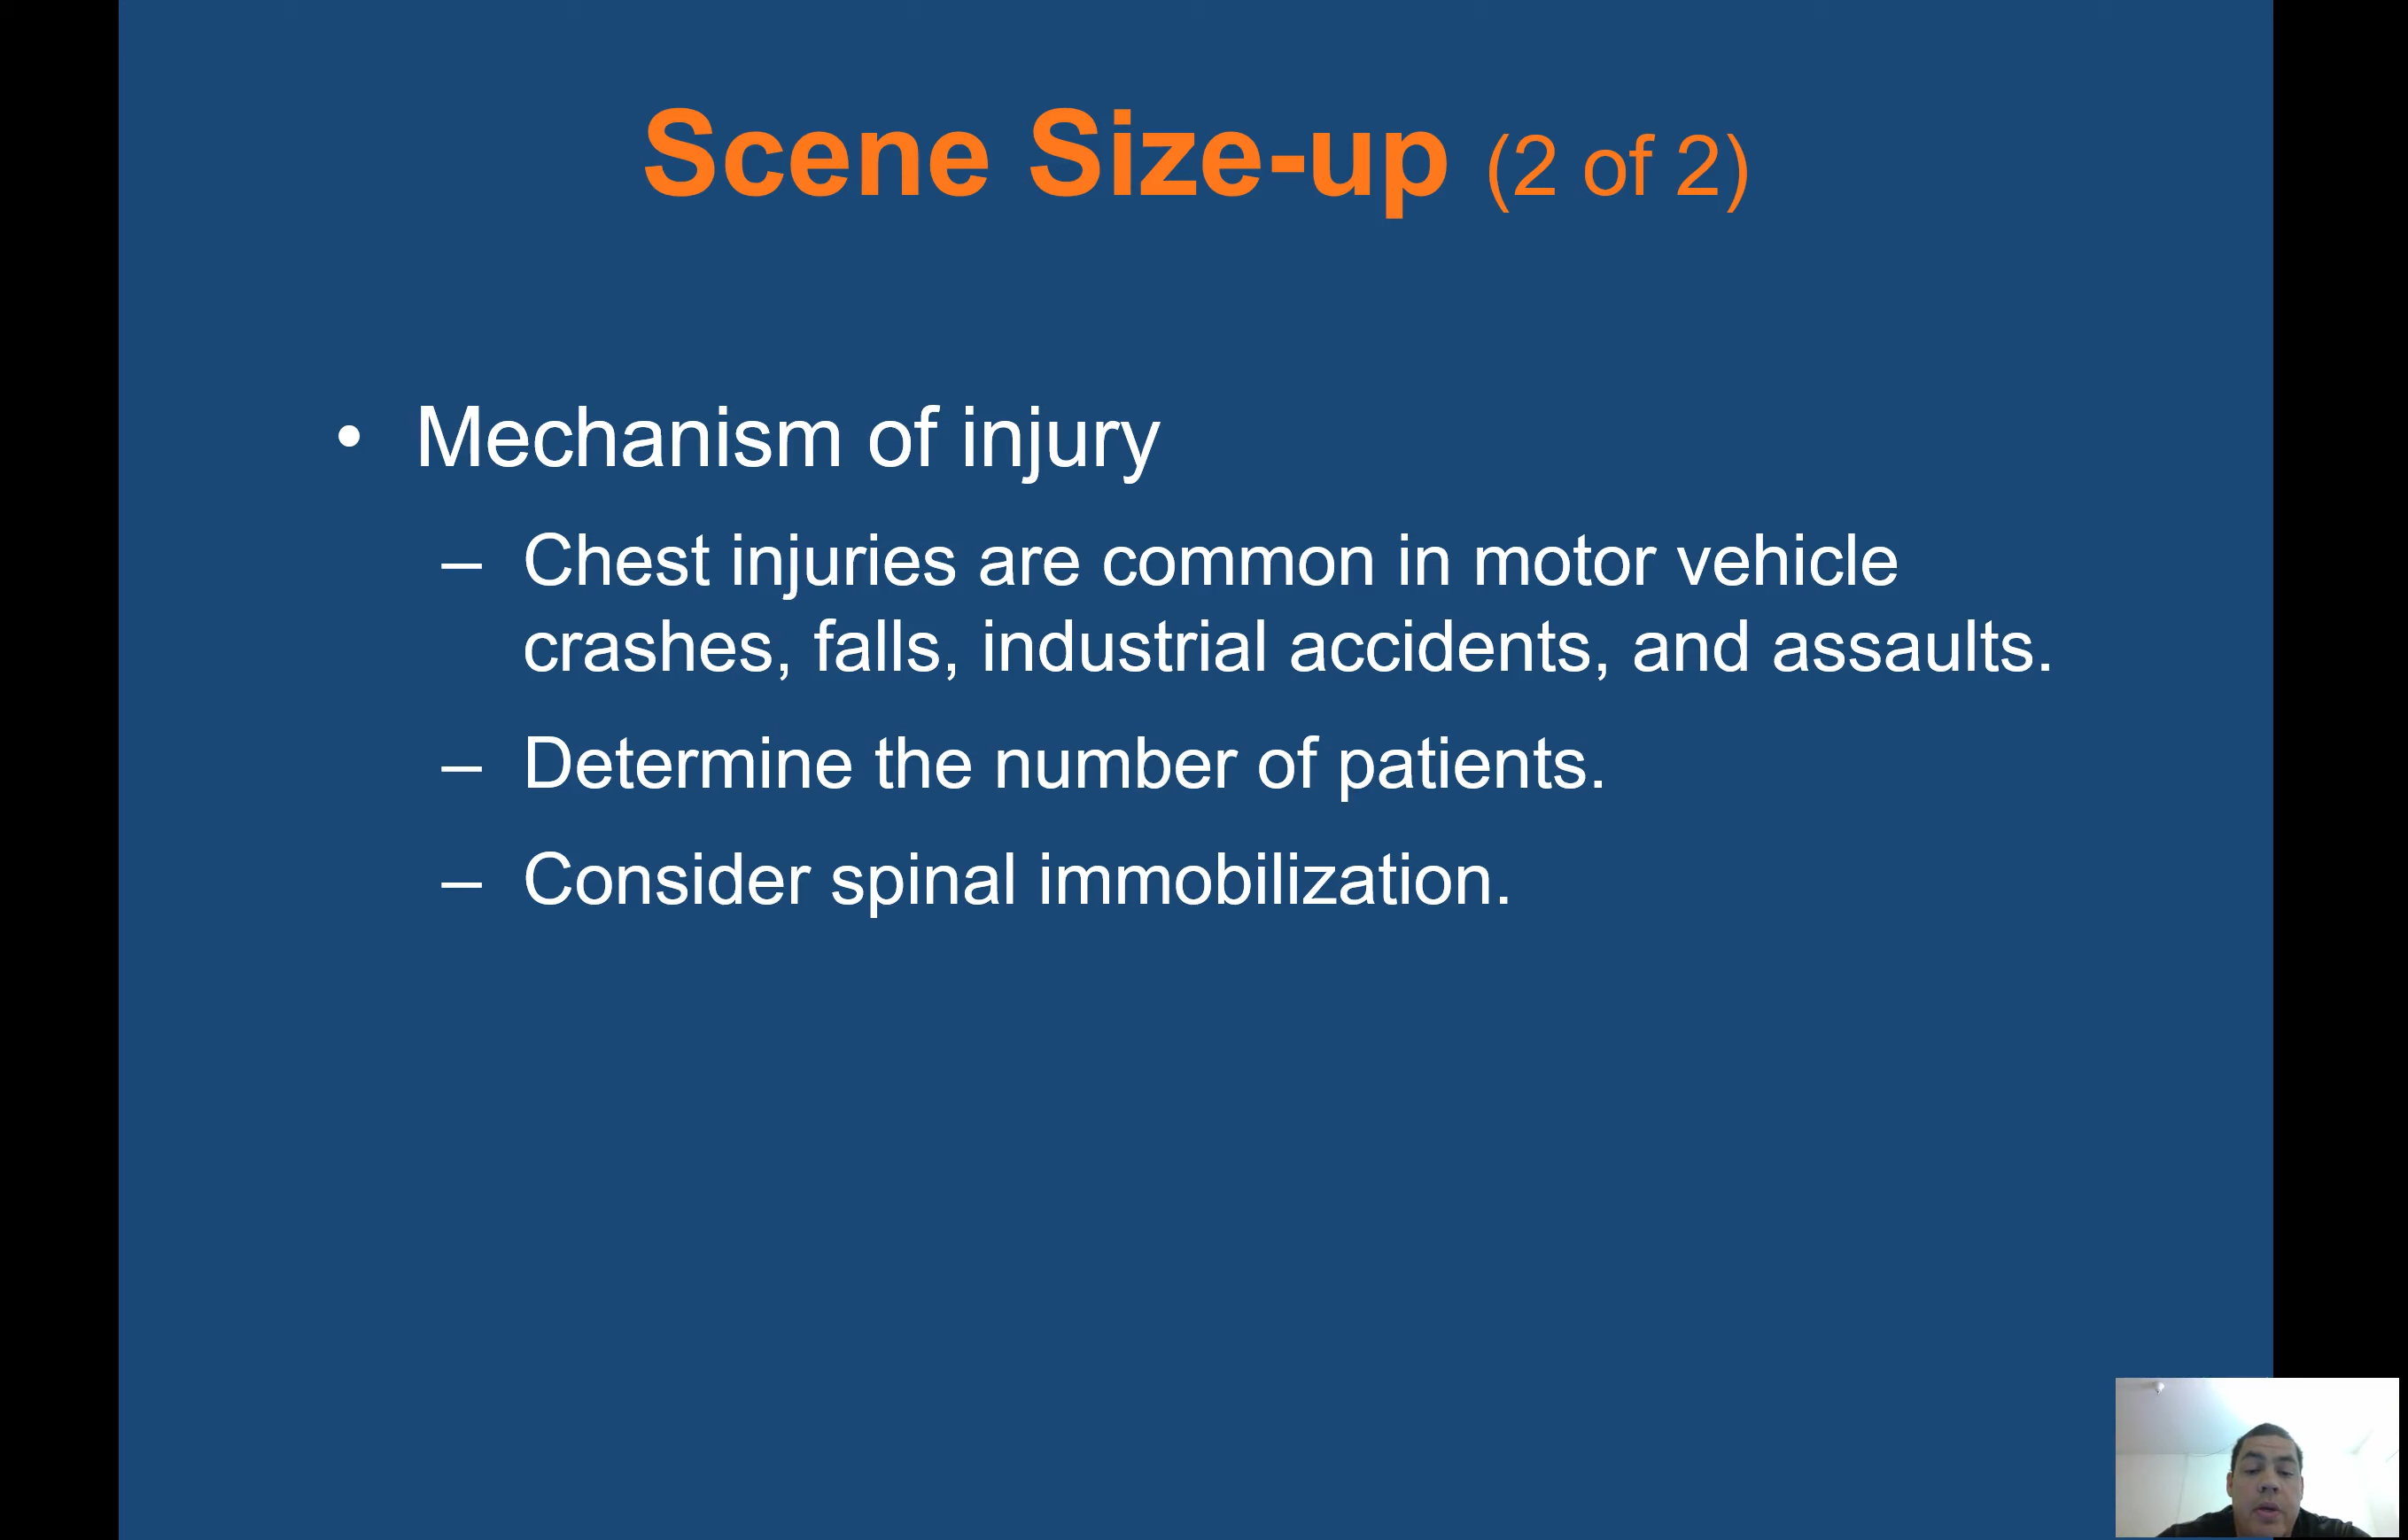 Scene Size-up (2 of 2)
• Mechanism of injury
– Chest injuries are common in motor vehicle
crashes, falls, industrial accidents, and assaults.
– Determine the number of patients.
– Consider spinal immobilization.